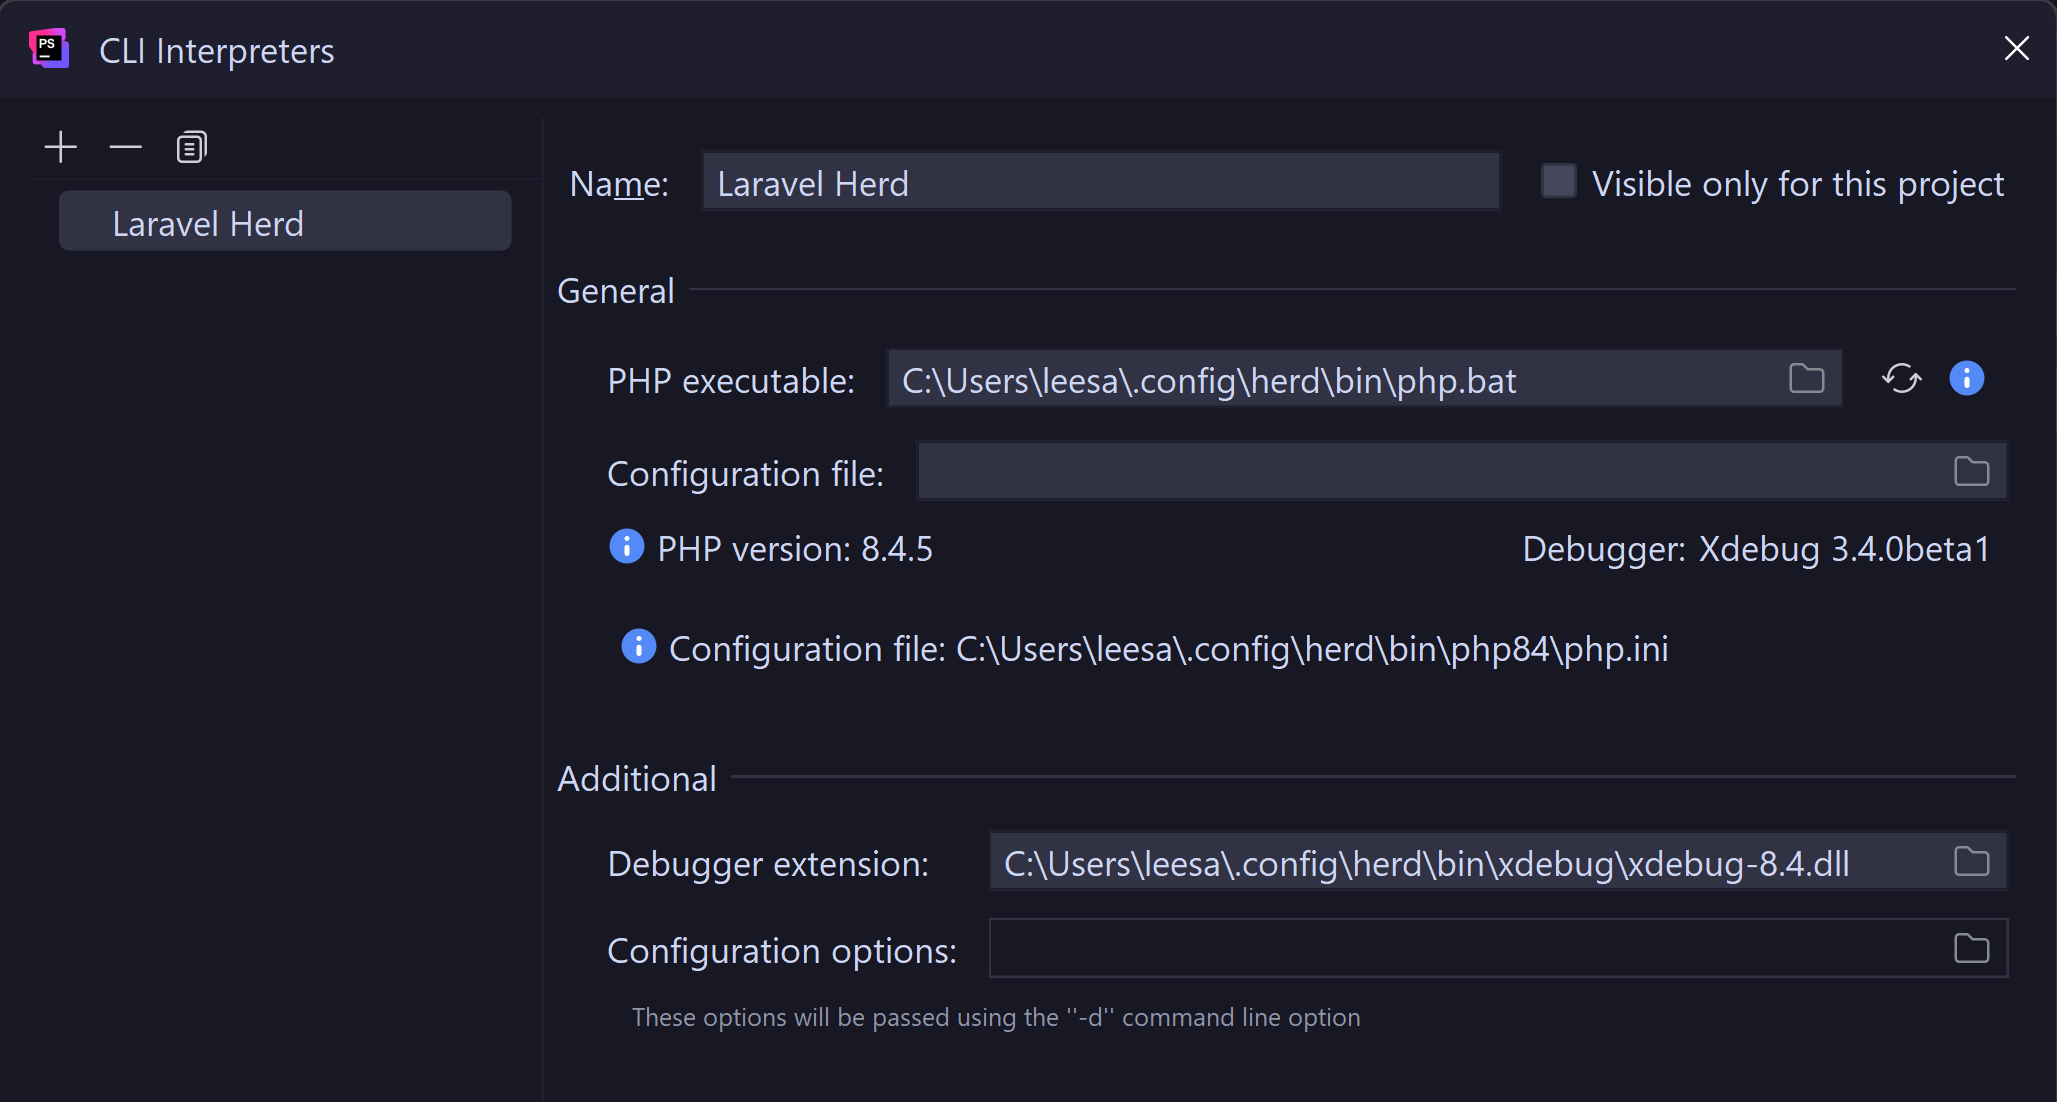 PS
CLI Interpreters
Laravel Herd
Name: Laravel Herd Visible only for this project
General
PHP executable: C:\Users\leesa\.config\herd\bin\php.bat
Configuration file:
PHP version: 8.4.5 Debugger: Xdebug 3.4.0beta1
Configuration file: C:\Users\leesa\.config\herd\bin\php84\php.ini
Additional
Debugger extension: C:\Users\leesa\.config\herd\bin\xdebug\xdebug-8.4.dll
Configuration options:
These options will be passed using the ''-d'' command line option